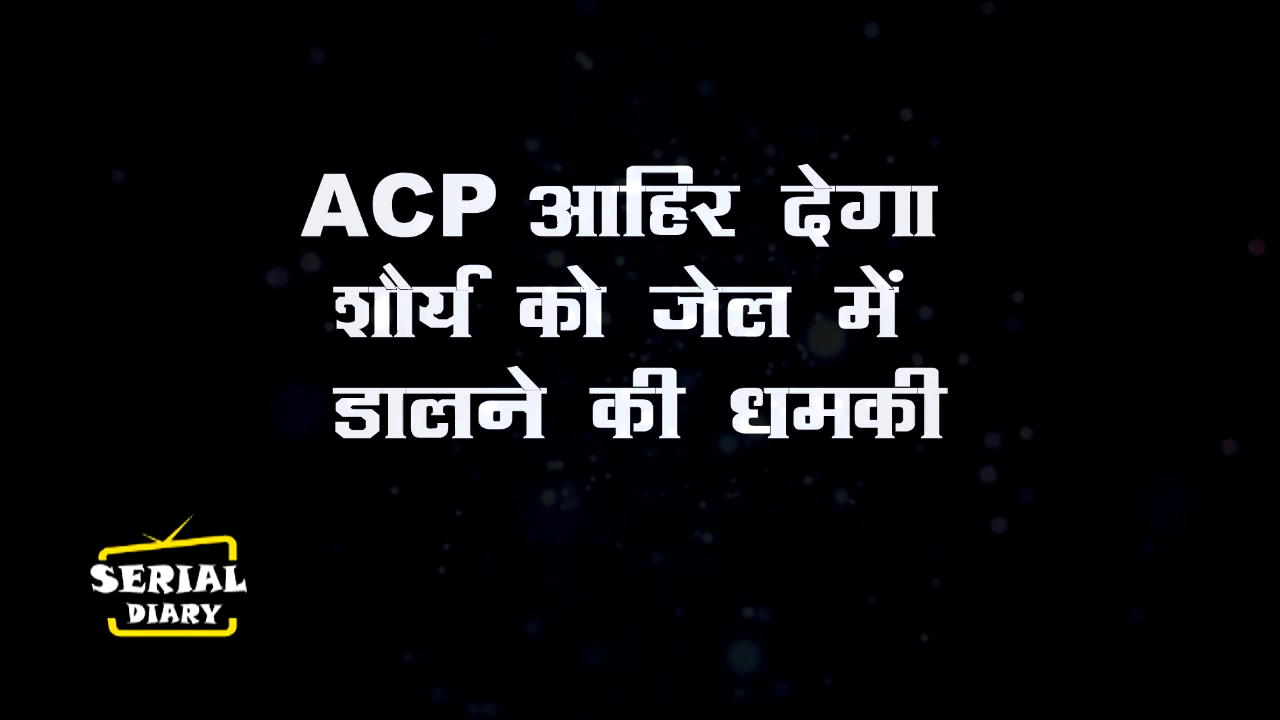 ACP आहिर देगा
शौर्य को जेल में
डालने की धमकी
SERIAL
DIARY